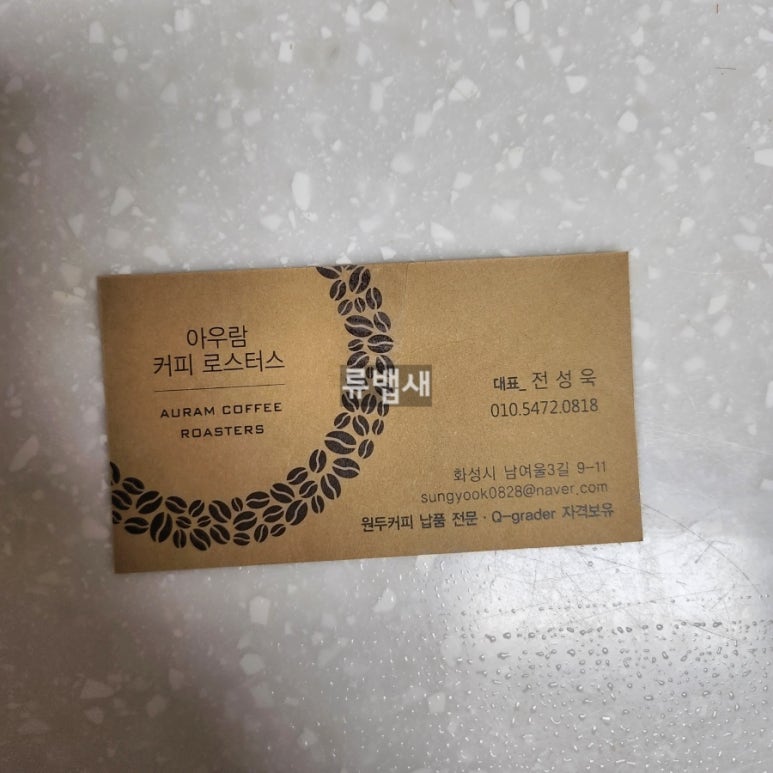 아우람
커피 로스터스
AURAM COFFEE
ROASTERS
류뱁새
대표_ 전성욱
010.5472.0818
화성시 남여울3길 9-11
sungyook0828@naver.com
원두커피 납품 전문 · Q-grader 자격보유